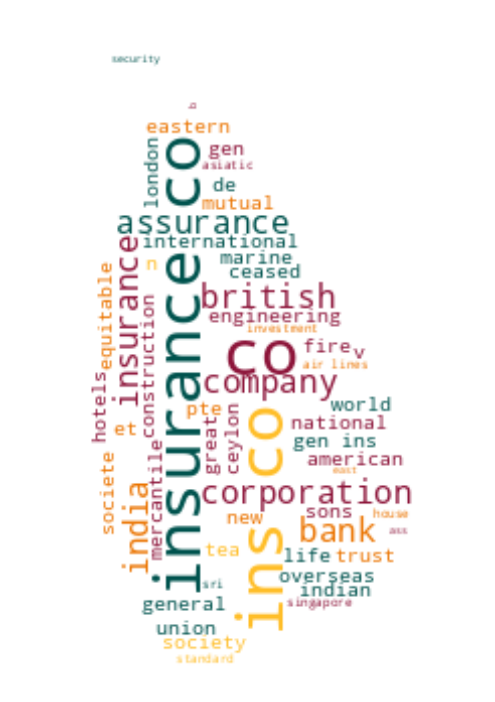 security
a
eastern
london
co
gen
asiatic
de
mutual
assurance
international
insurance
n
marine
ceased
equitable
insurance co
british
engineering
investment
construction
co
fire
v
air lines
company
hotels
pte
world
great
ceylon
ins co
national
et
gen ins
american
east
societe
india
mercantile
corporation
sons
house
new
bank
ass
tea
life
trust
sri
overseas
indian
general
singapore
union
society
standard